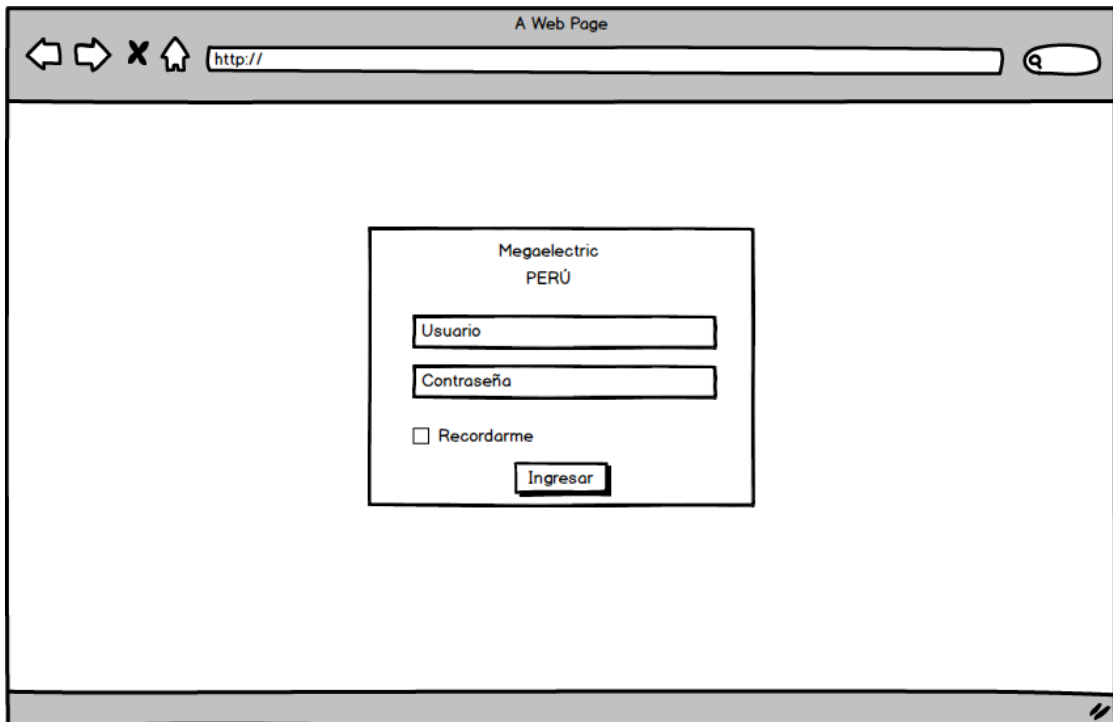 A Web Page
http://
Megaelectric
PERÚ
Usuario
Contraseña
Recordarme
Ingresar